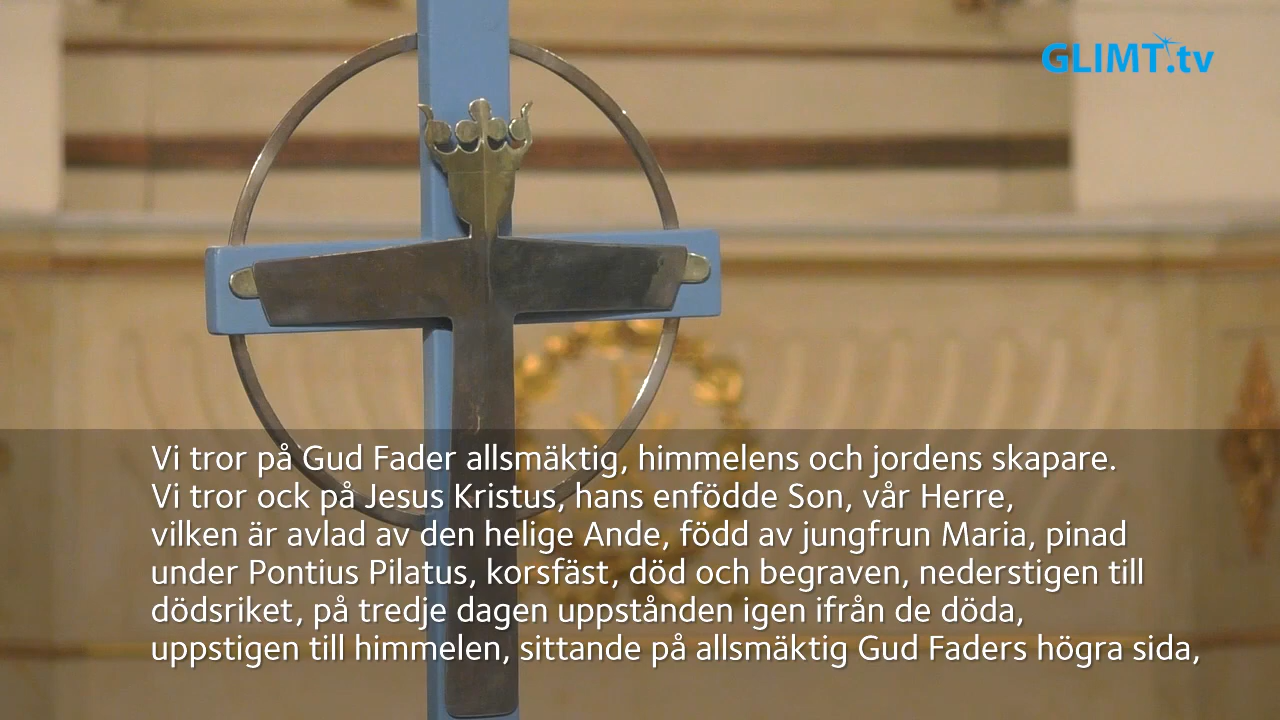 GLIMT.tv
Vi tror på Gud Fader allsmäktig, himmelens och jordens skapare.
Vi tror ock på Jesus Kristus, hans enfödde Son, vår Herre,
vilken är avlad av den helige Ande, född av jungfrun Maria, pinad
under Pontius Pilatus, korsfäst, död och begraven, nederstigen till
dödsriket, på tredje dagen uppstånden igen ifrån de döda,
uppstigen till himmelen, sittande på allsmäktig Gud Faders högra sida,